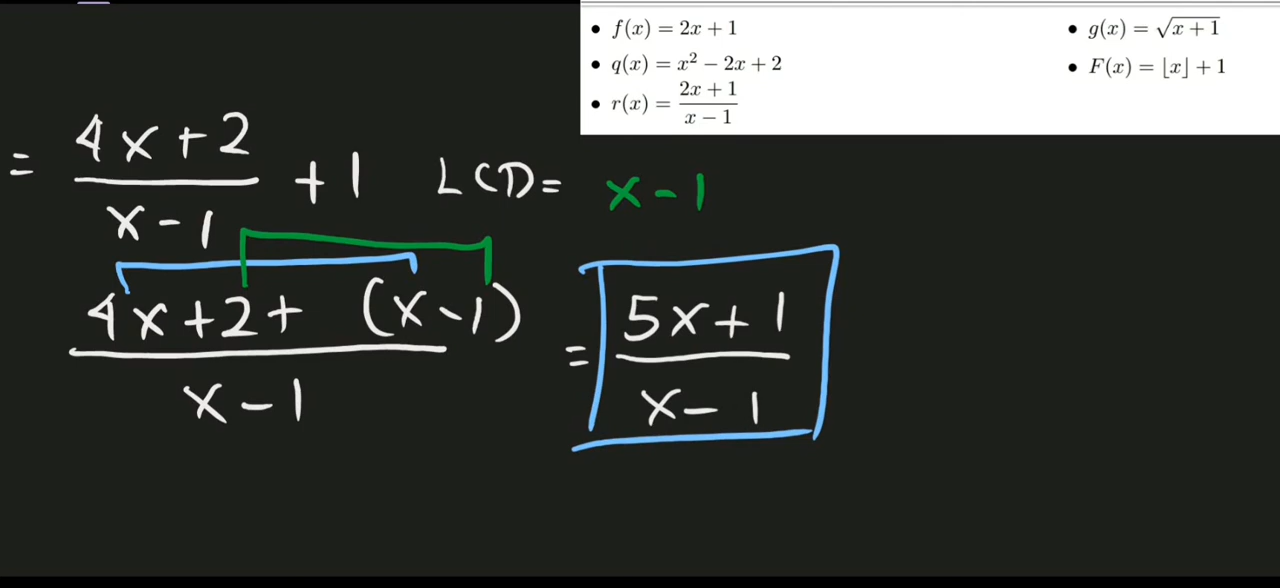 • f(x) = 2x + 1
• g(x) = √(x + 1)
• q(x) = x² − 2x + 2
• F(x) = ⌊x⌋ + 1
• r(x) = (2x + 1)/(x − 1)
= (4x + 2)/(x − 1) + 1 LCD = x − 1
(4x + 2 + (x − 1))/(x − 1) = (5x + 1)/(x − 1)